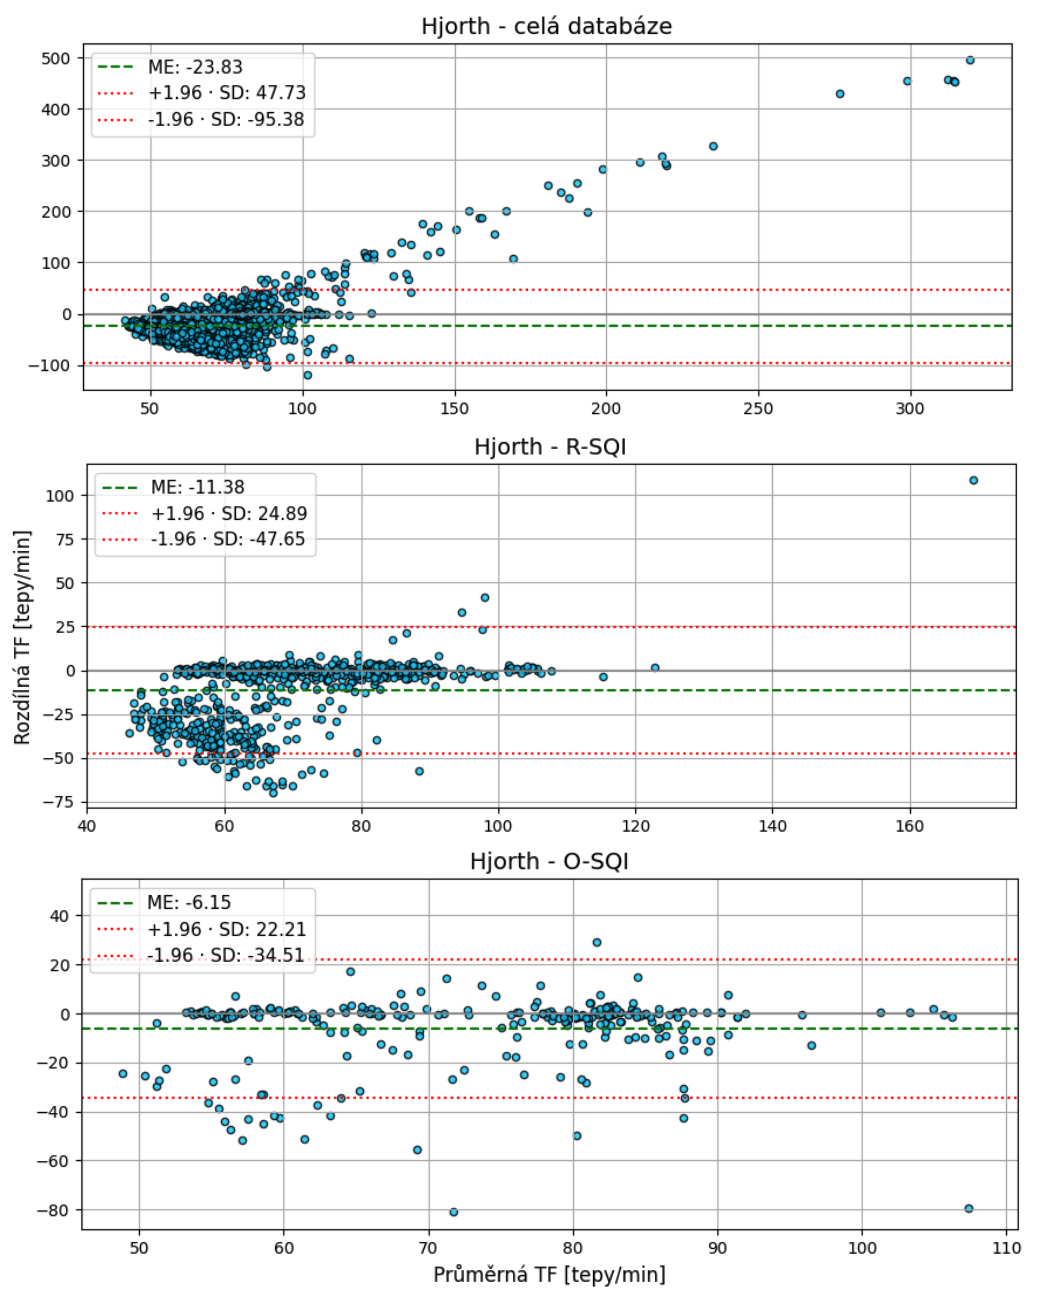 Hjorth - celá databáze
ME: -23.83
+1.96 · SD: 47.73
-1.96 · SD: -95.38
500
400
300
200
100
0
−100
50 100 150 200 250 300
Hjorth - R-SQI
ME: -11.38
+1.96 · SD: 24.89
-1.96 · SD: -47.65
100
75
50
25
0
−25
−50
−75
40 60 80 100 120 140 160
Rozdílná TF [tepy/min]
Hjorth - O-SQI
ME: -6.15
+1.96 · SD: 22.21
-1.96 · SD: -34.51
40
20
0
−20
−40
−60
−80
50 60 70 80 90 100 110
Průměrná TF [tepy/min]